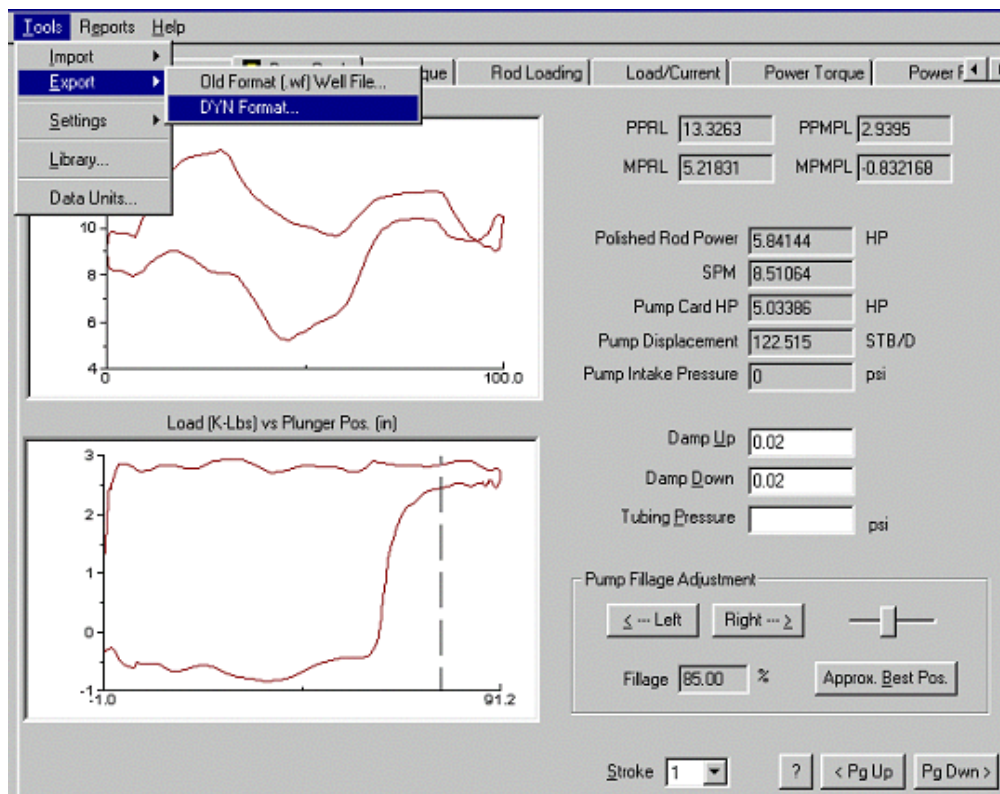 Tools Reports Help
Import
Export
Old Format (.wf) Well File...
DYN Format...
Settings
Library...
Data Units...
que Rod Loading Load/Current Power Torque Power
PPRL 13.3263 PPMPL 2.9395
MPRL 5.21831 MPMPL -0.832168
10
8
6
4
0 100.0
Polished Rod Power 5.84144 HP
SPM 8.51064
Pump Card HP 5.03386 HP
Pump Displacement 122.515 STB/D
Pump Intake Pressure 0 psi
Load (K-Lbs) vs Plunger Pos. (in)
3
2
1
0
-1
-1.0 91.2
Damp Up 0.02
Damp Down 0.02
Tubing Pressure psi
Pump Fillage Adjustment
< --- Left Right --- >
Fillage 85.00 % Approx. Best Pos.
Stroke 1 ? < Pg Up Pg Dwn >